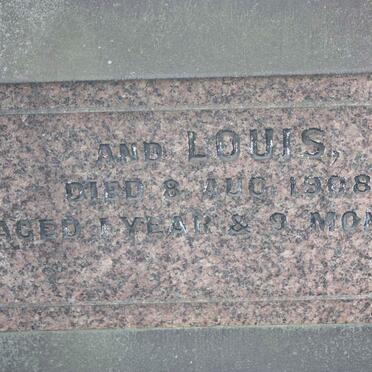 AND LOUIS,
DIED 8. AUG. 1908
AGED 1 YEAR & 9 MON